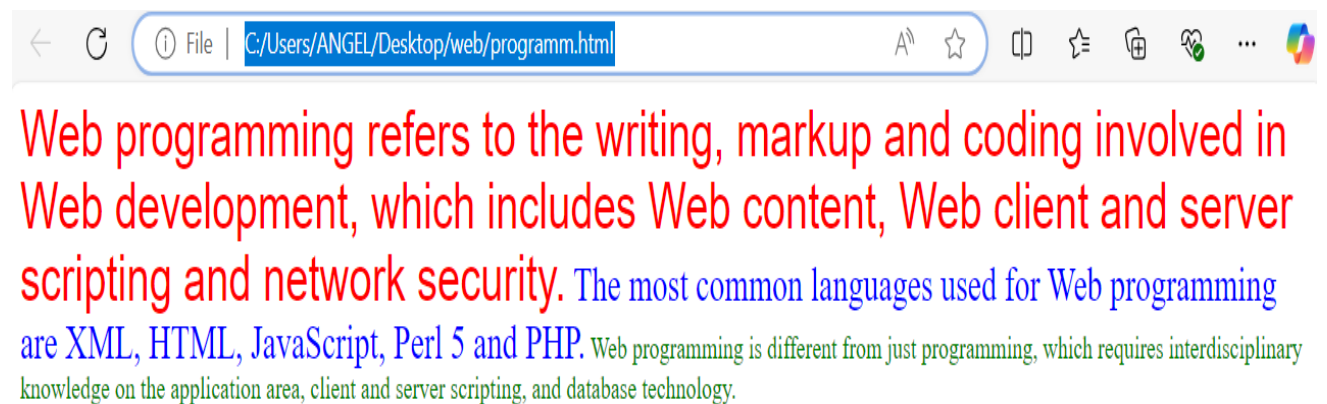 File | C:/Users/ANGEL/Desktop/web/programm.html
Web programming refers to the writing, markup and coding involved in
Web development, which includes Web content, Web client and server
scripting and network security. The most common languages used for Web programming
are XML, HTML, JavaScript, Perl 5 and PHP. Web programming is different from just programming, which requires interdisciplinary
knowledge on the application area, client and server scripting, and database technology.